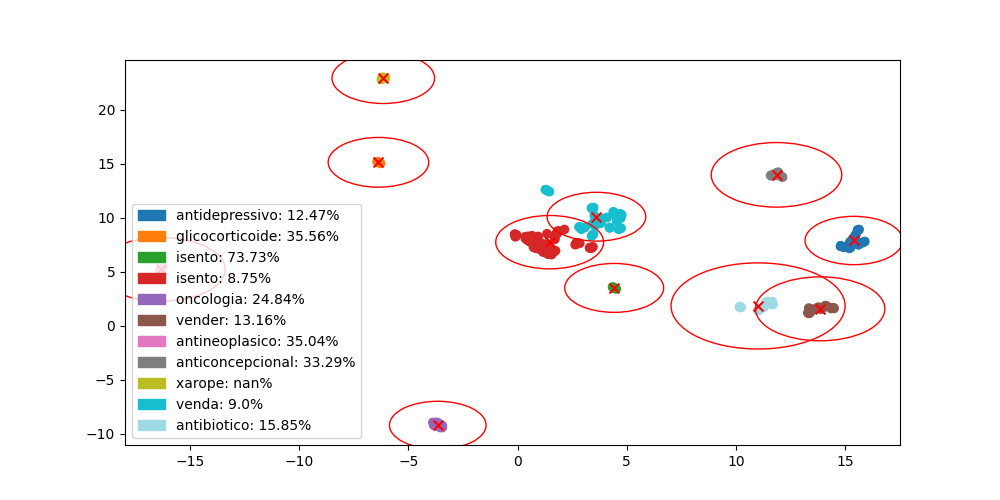 20
15
10
5
0
−5
−10
antidepressivo: 12.47%
glicocorticoide: 35.56%
isento: 73.73%
isento: 8.75%
oncologia: 24.84%
vender: 13.16%
antineoplasico: 35.04%
anticoncepcional: 33.29%
xarope: nan%
venda: 9.0%
antibiotico: 15.85%
−15 −10 −5 0 5 10 15